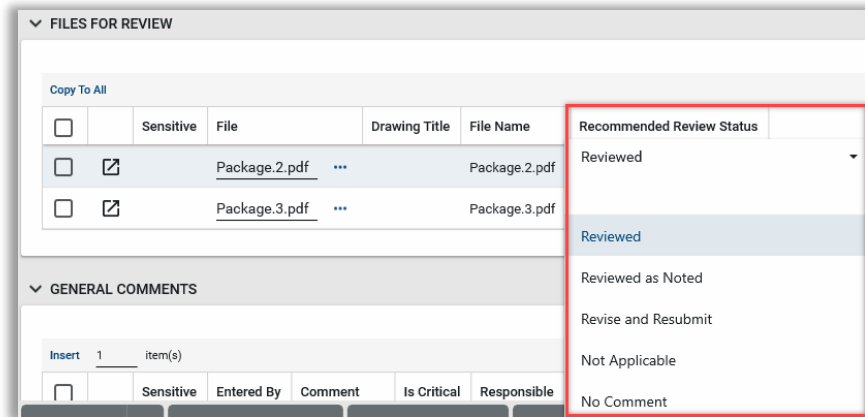 FILES FOR REVIEW
Copy To All
Sensitive File Drawing Title File Name Recommended Review Status
Package.2.pdf ••• Package.2.pdf Reviewed
Package.3.pdf ••• Package.3.pdf
Reviewed
Reviewed as Noted
Revise and Resubmit
Not Applicable
No Comment
GENERAL COMMENTS
Insert 1 item(s)
Sensitive Entered By Comment Is Critical Responsible